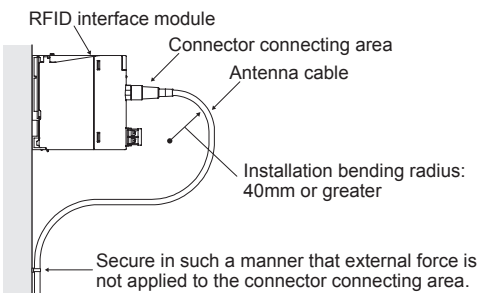 RFID interface module
Connector connecting area
Antenna cable
Installation bending radius:
40mm or greater
Secure in such a manner that external force is
not applied to the connector connecting area.